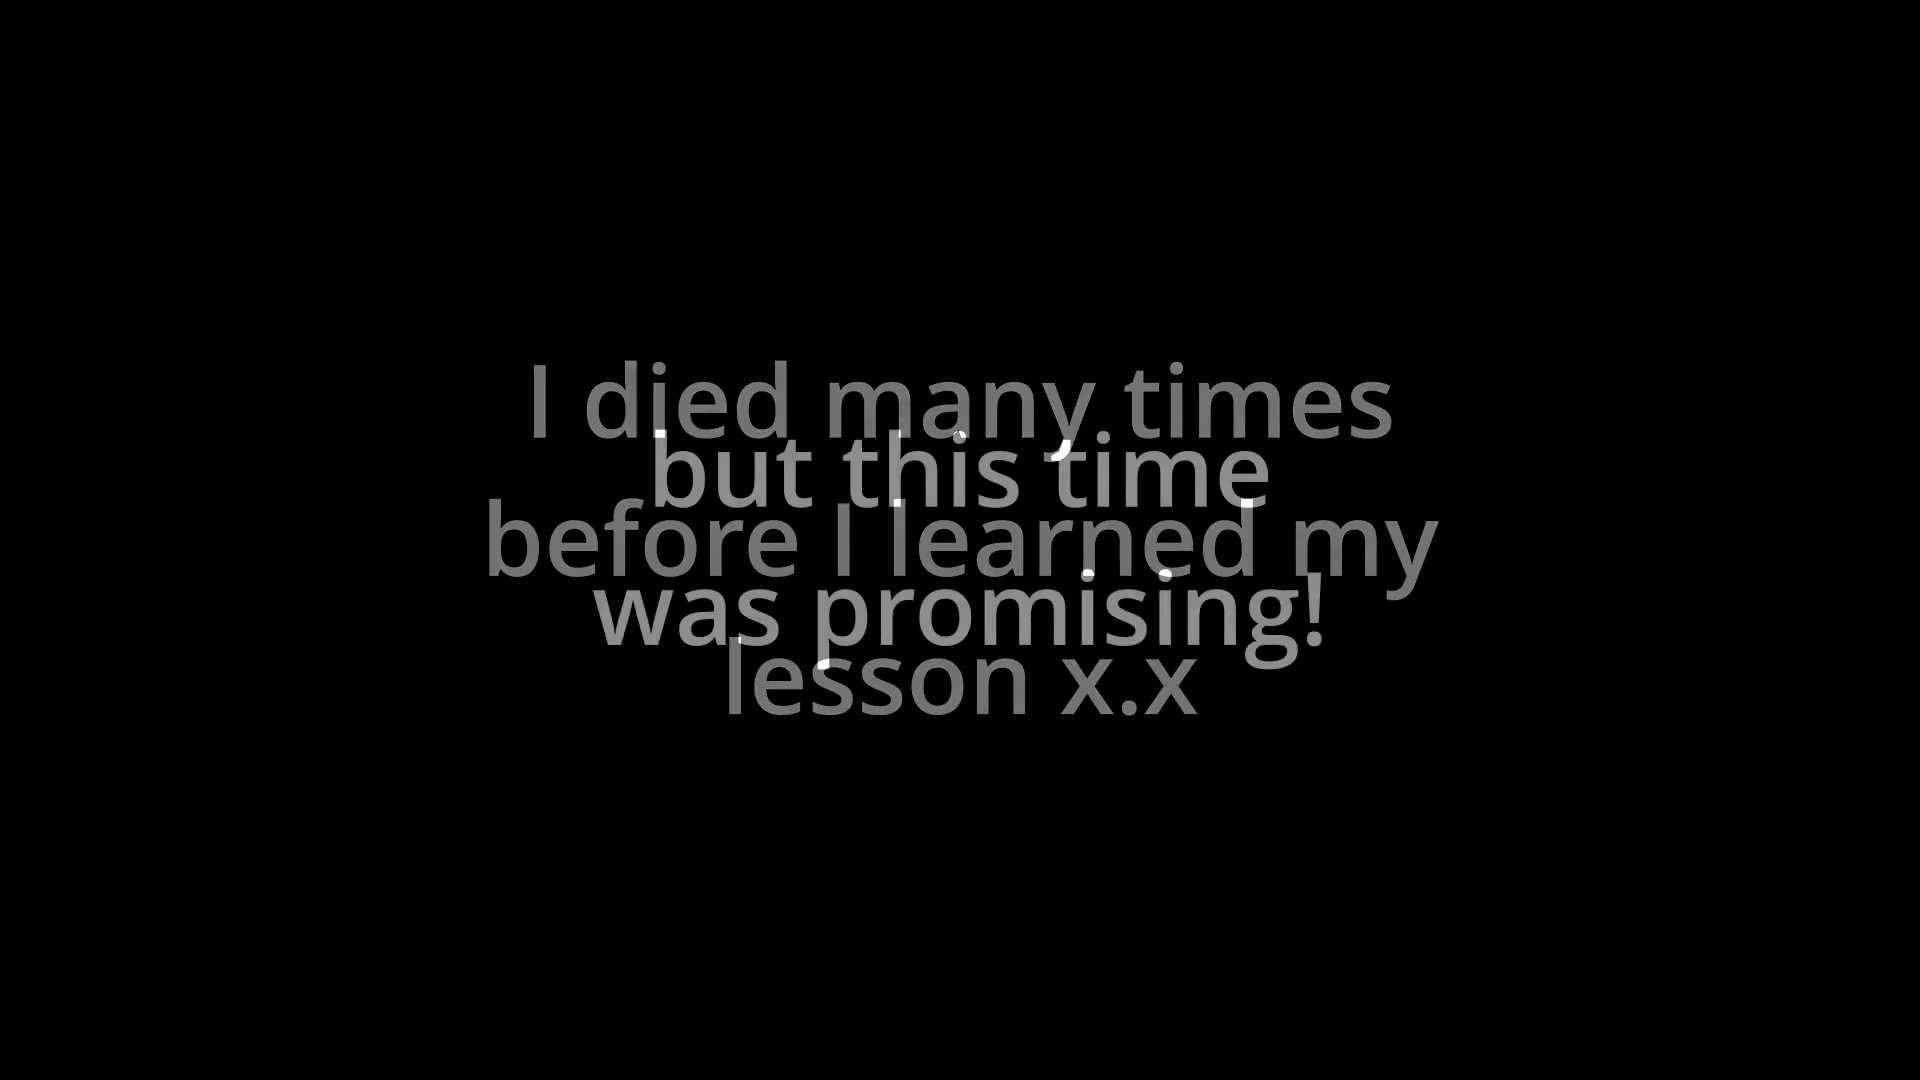 I died many times
but this time
before I learned my
was promising!
lesson x.x